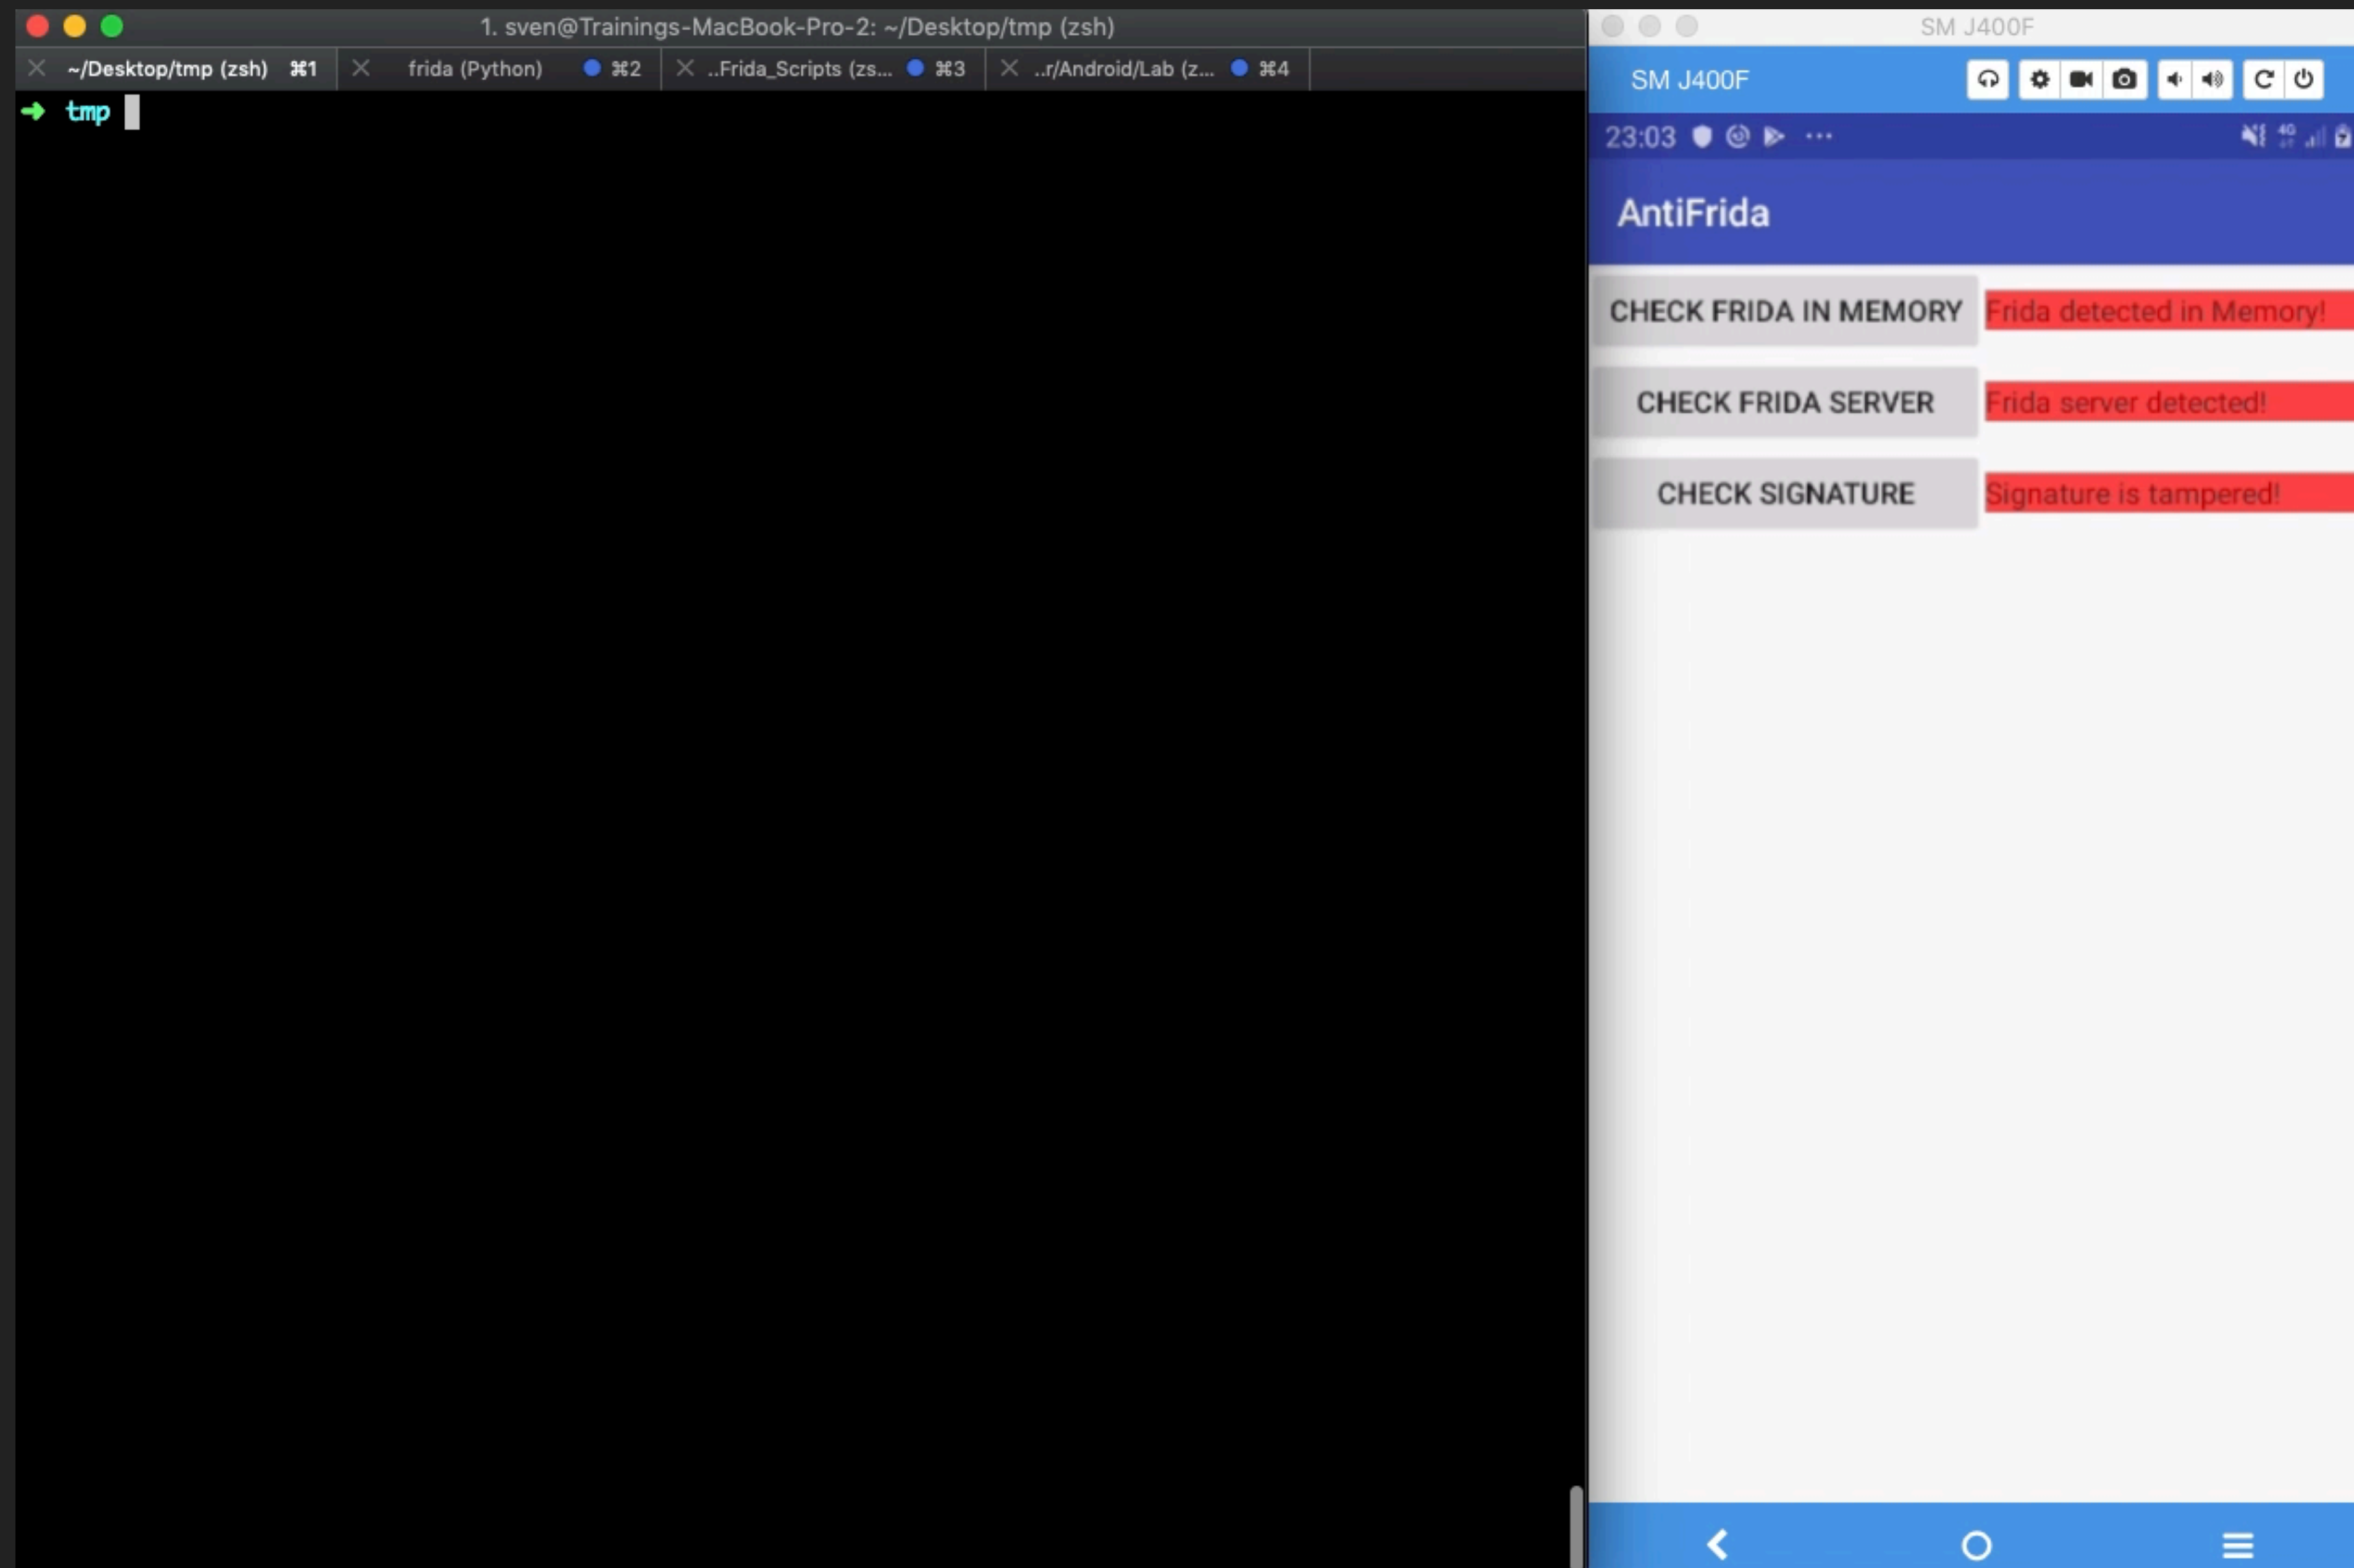 1. sven@Trainings-MacBook-Pro-2: ~/Desktop/tmp (zsh)
~/Desktop/tmp (zsh) ⌘1 frida (Python) ⌘2 ..Frida_Scripts (zs... ⌘3 ..r/Android/Lab (z... ⌘4
➜ tmp
SM J400F
SM J400F
23:03 ... 4G
AntiFrida
CHECK FRIDA IN MEMORY Frida detected in Memory!
CHECK FRIDA SERVER Frida server detected!
CHECK SIGNATURE Signature is tampered!